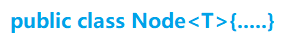 public class Node<T>{.....}